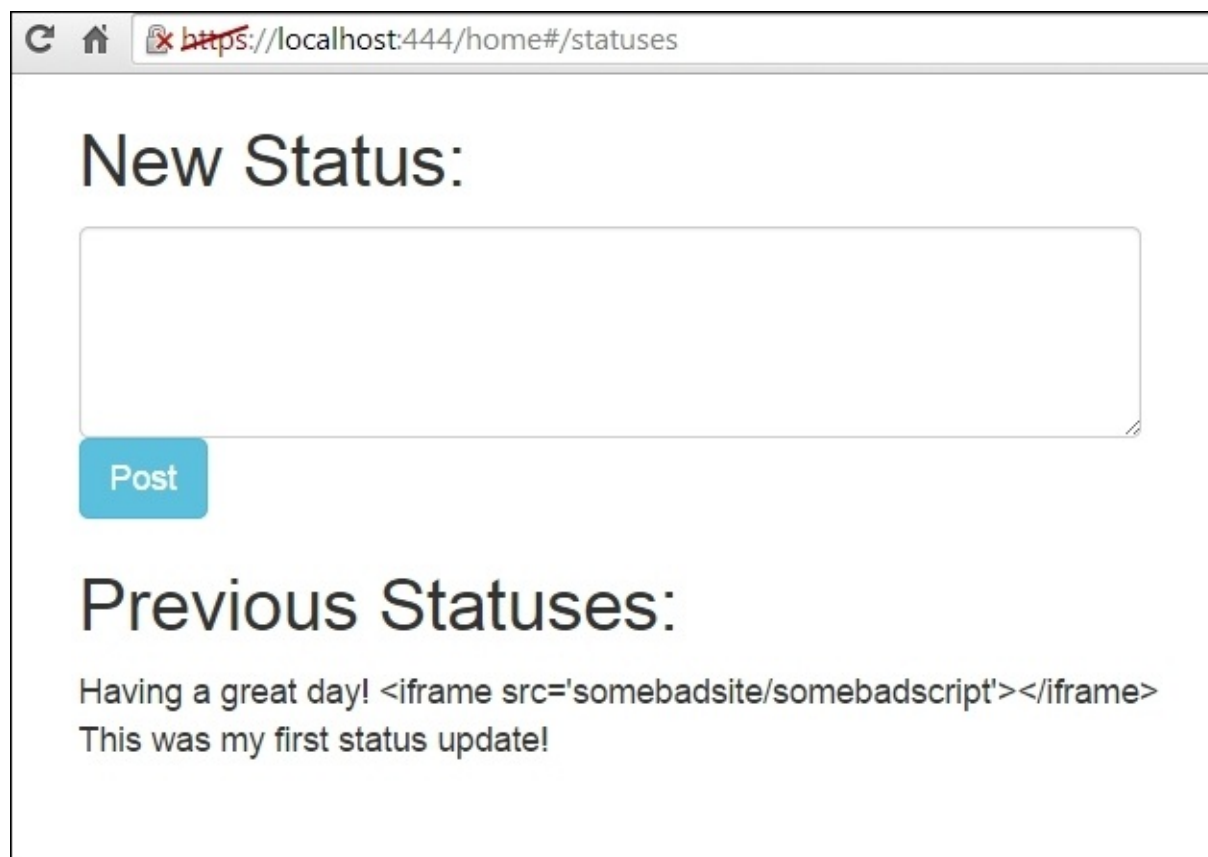 https://localhost:444/home#/statuses
New Status:
Post
Previous Statuses:
Having a great day! <iframe src='somebadsite/somebadscript'></iframe>
This was my first status update!